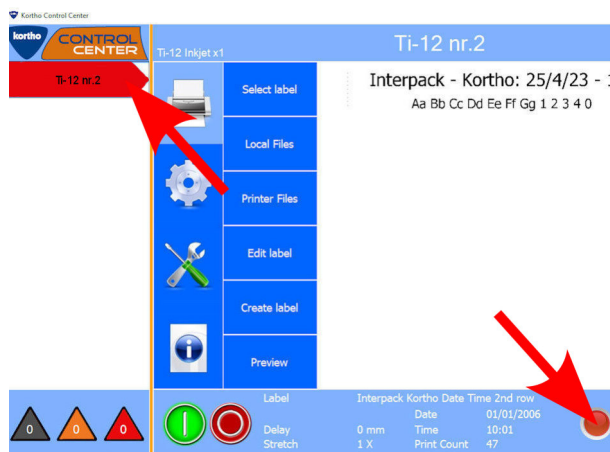 Kortho Control Center
kortho CONTROL CENTER
Ti-12 nr.2
Ti-12 Inkjet x1
Ti-12 nr.2
Select label
Local Files
Printer Files
Edit label
Create label
Preview
Interpack - Kortho: 25/4/23 -
Aa Bb Cc Dd Ee Ff Gg 1 2 3 4 0
0 0 0
Label Interpack Kortho Date Time 2nd row
Date 01/01/2006
Delay 0 mm Time 10:01
Stretch 1 X Print Count 47